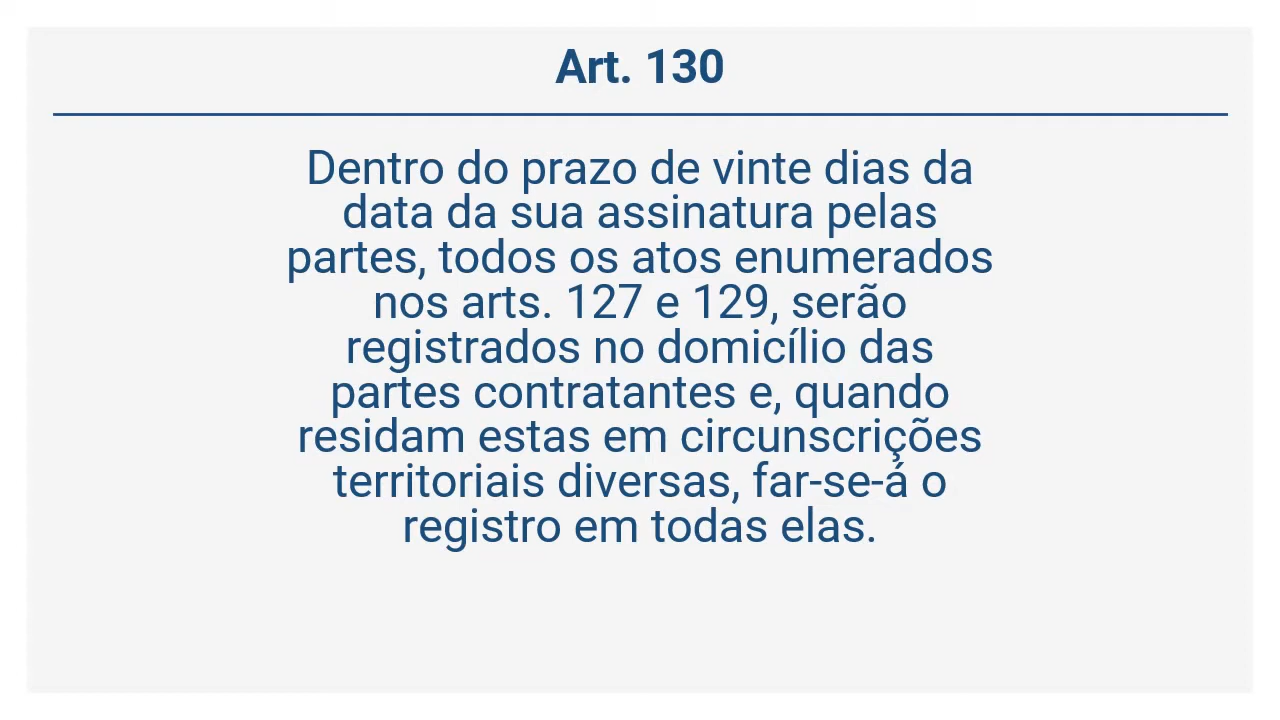 Art. 130
Dentro do prazo de vinte dias da
data da sua assinatura pelas
partes, todos os atos enumerados
nos arts. 127 e 129, serão
registrados no domicílio das
partes contratantes e, quando
residam estas em circunscrições
territoriais diversas, far-se-á o
registro em todas elas.